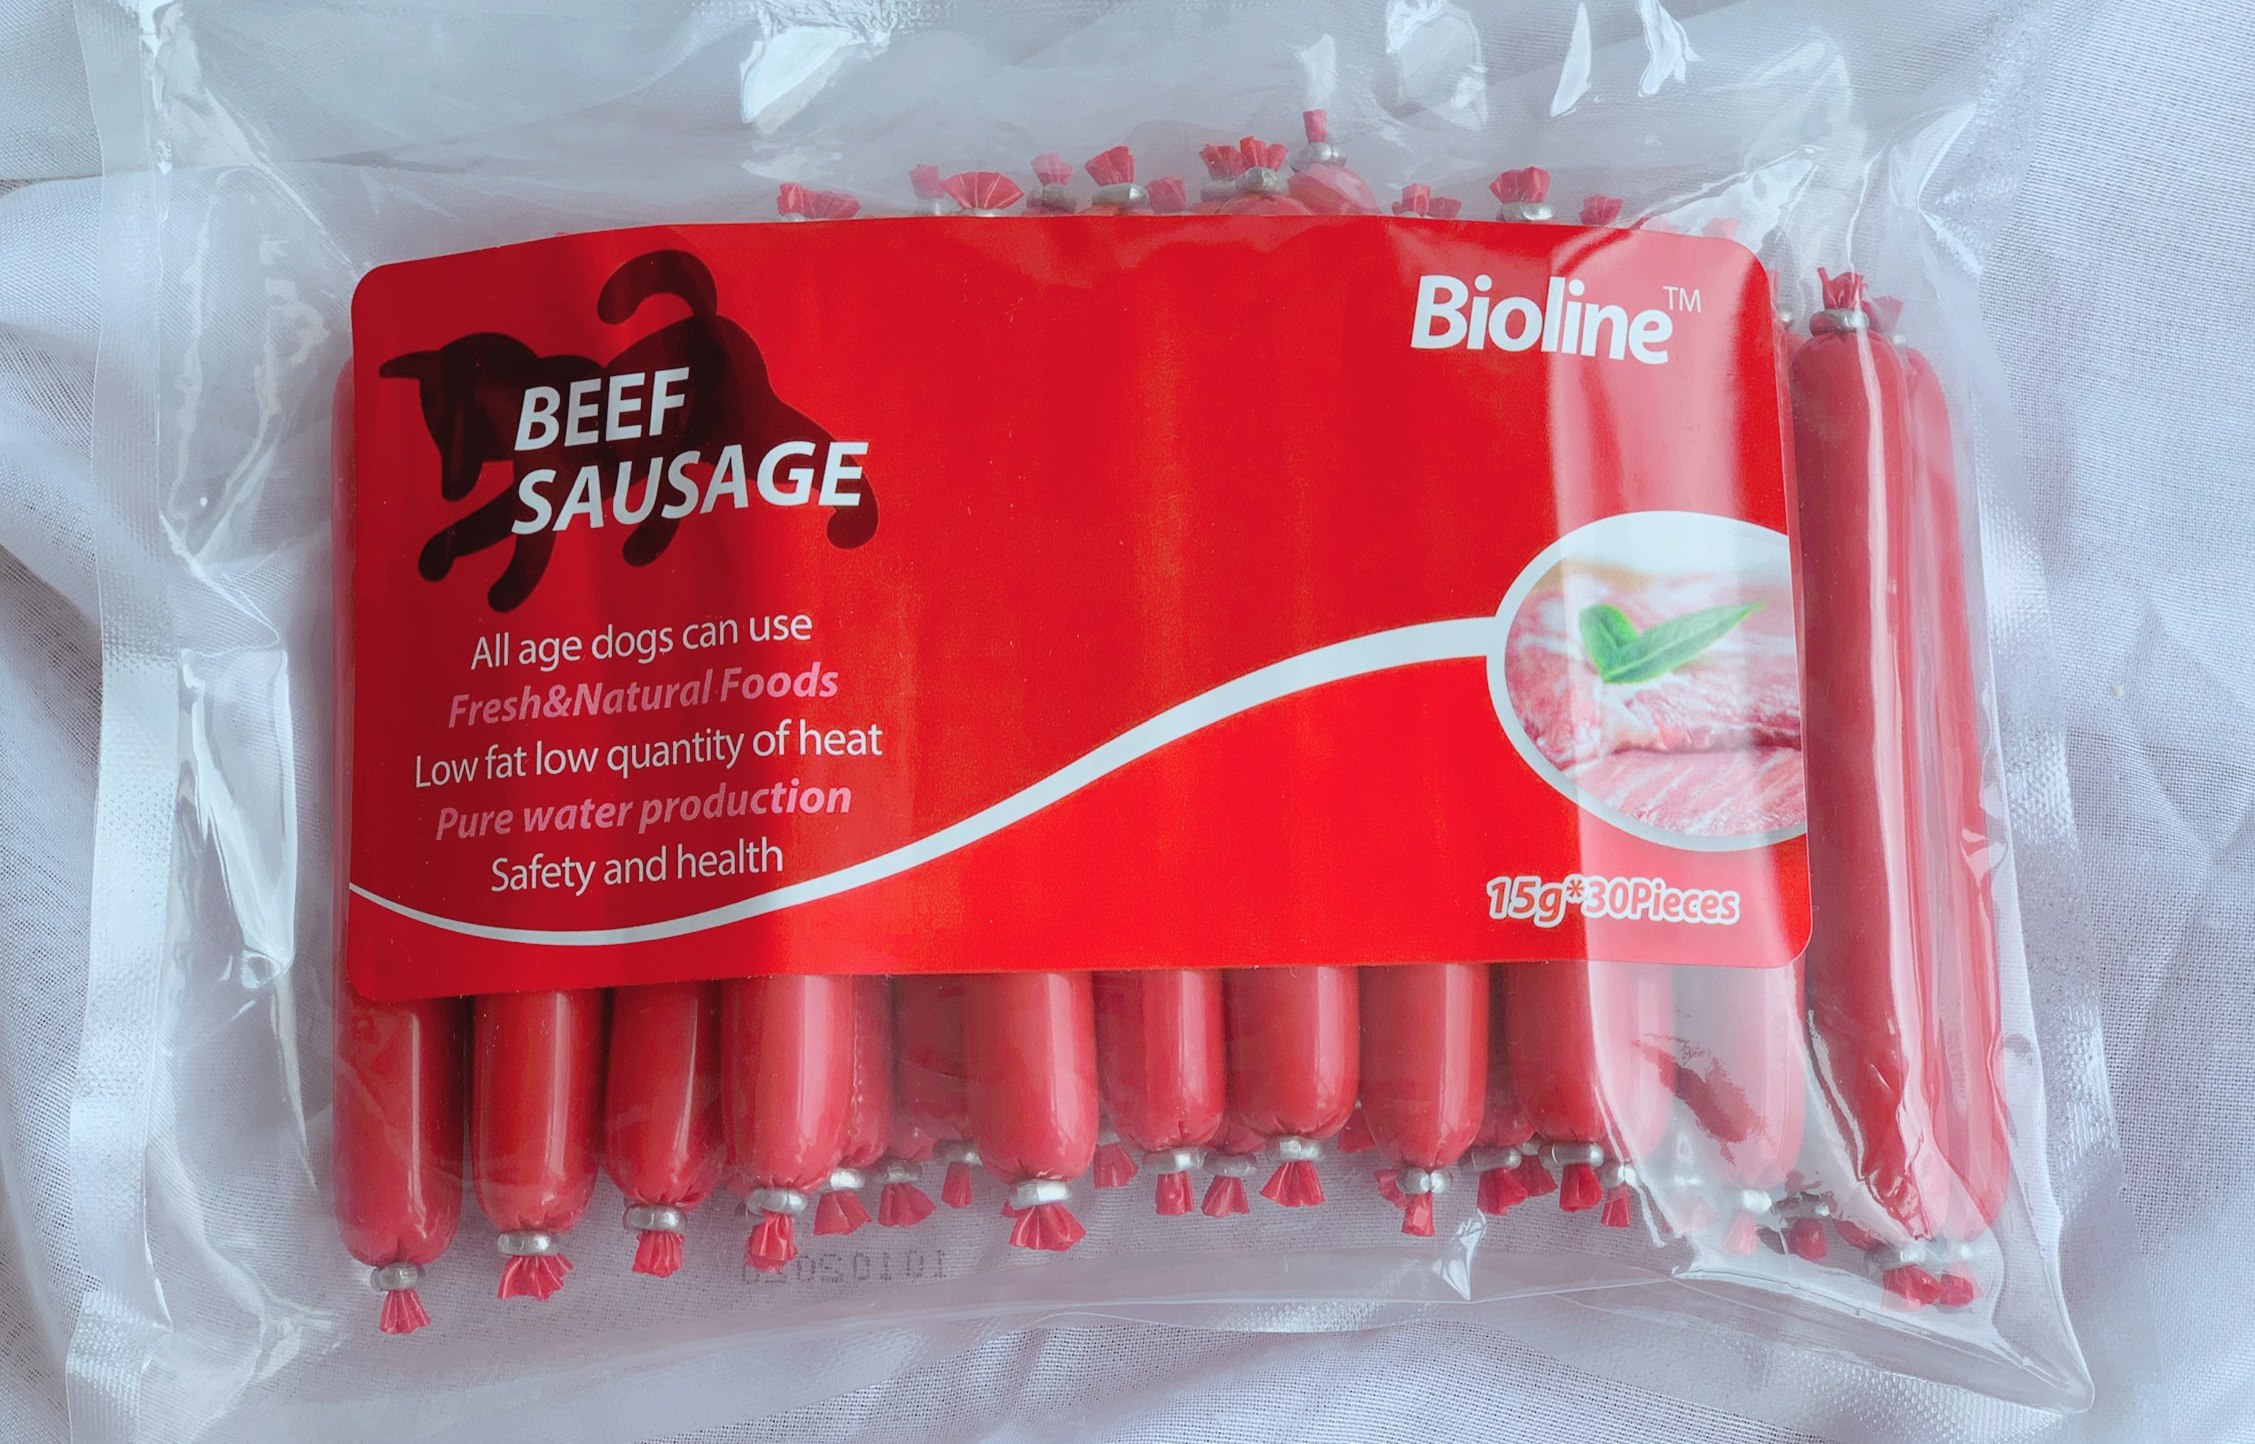 Bioline™
BEEF
SAUSAGE
All age dogs can use
Fresh&Natural Foods
Low fat low quantity of heat
Pure water production
Safety and health
15g*30Pieces